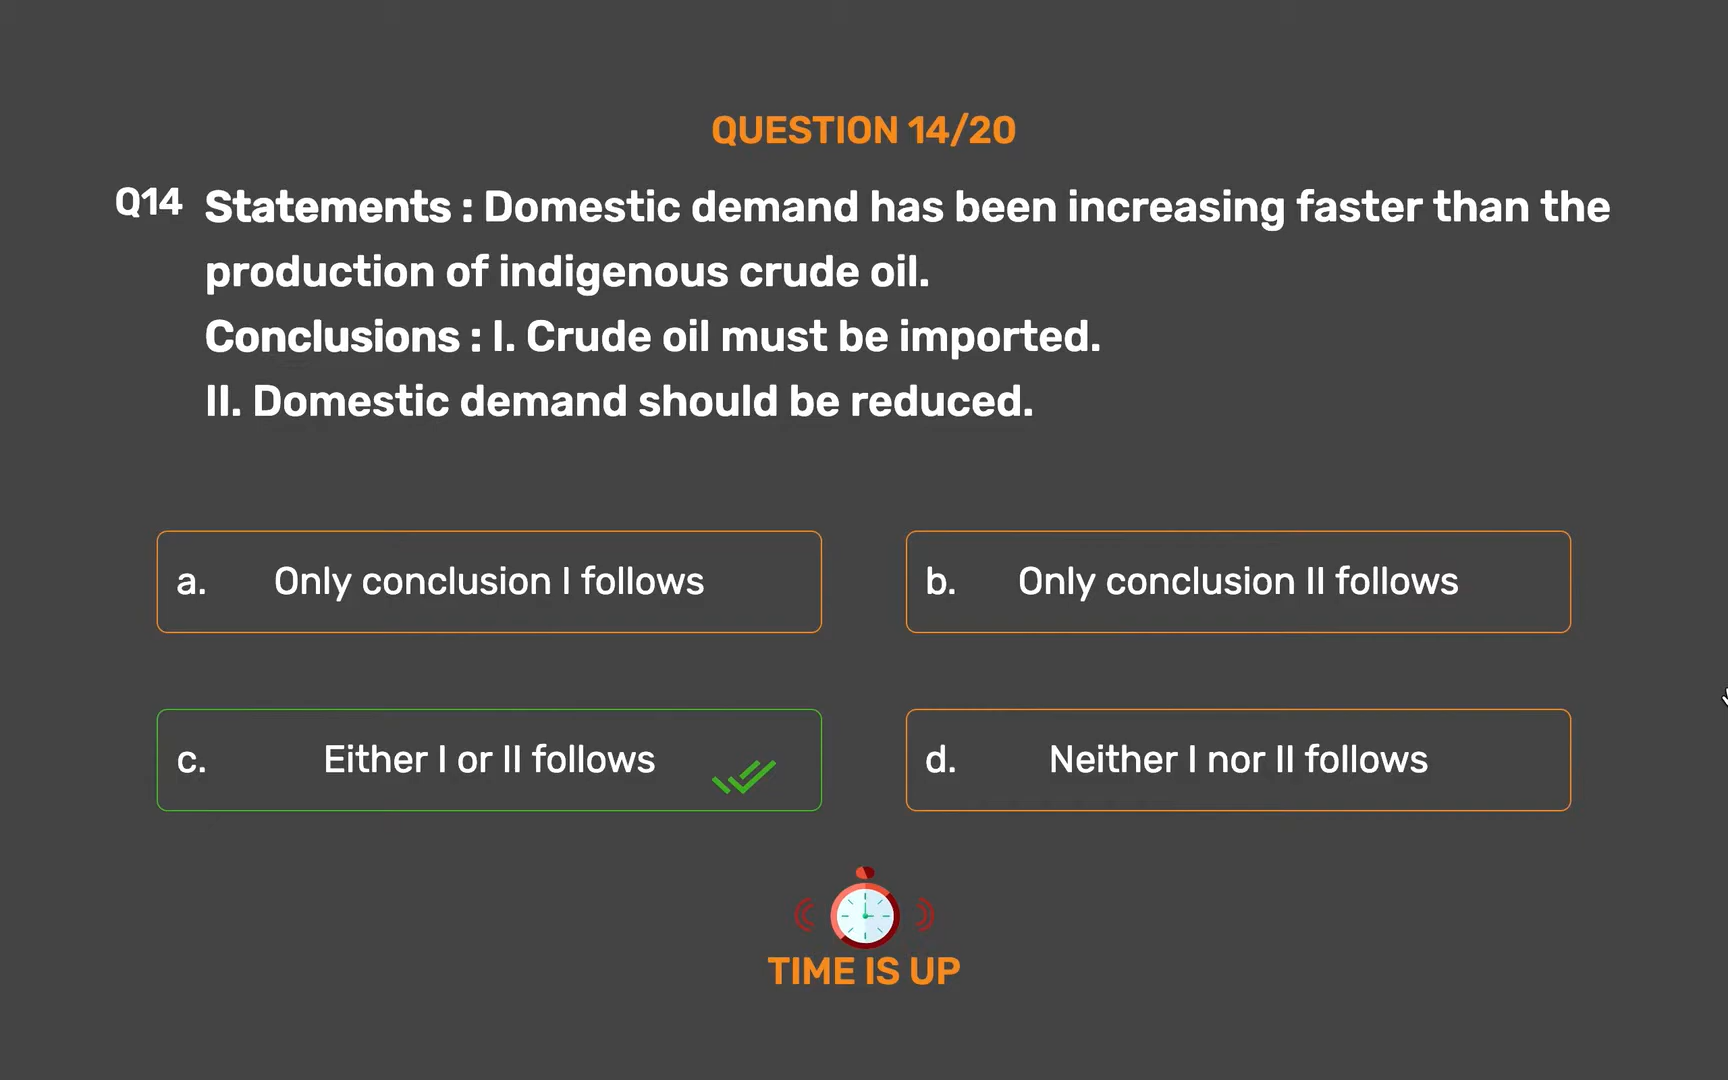 QUESTION 14/20
Q14 Statements : Domestic demand has been increasing faster than the
production of indigenous crude oil.
Conclusions : I. Crude oil must be imported.
II. Domestic demand should be reduced.
a. Only conclusion I follows
b. Only conclusion II follows
c. Either I or II follows
d. Neither I nor II follows
TIME IS UP